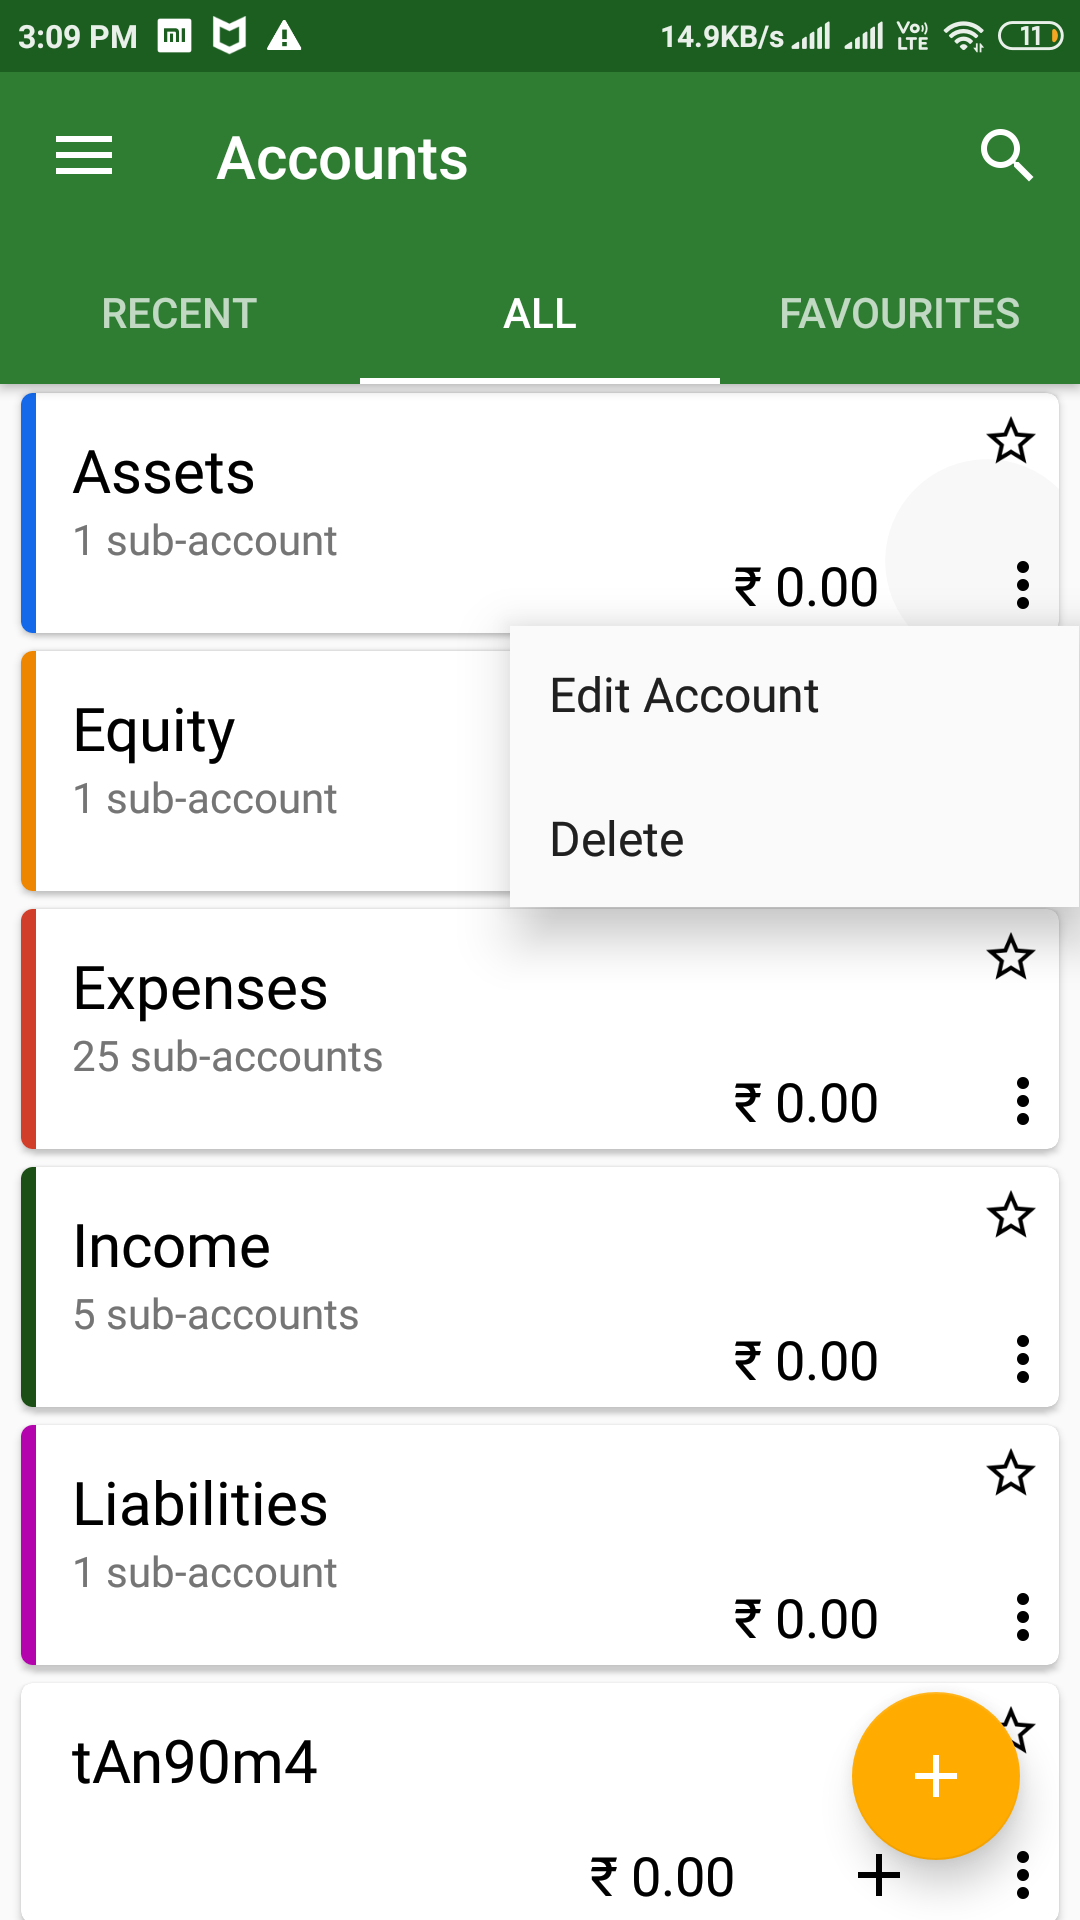 3:09 PM 14.9KB/s Vo) LTE 11
Accounts
RECENT ALL FAVOURITES
Assets
1 sub-account
₹ 0.00
Edit Account
Delete
Equity
1 sub-account
Expenses
25 sub-accounts
₹ 0.00
Income
5 sub-accounts
₹ 0.00
Liabilities
1 sub-account
₹ 0.00
tAn90m4
₹ 0.00